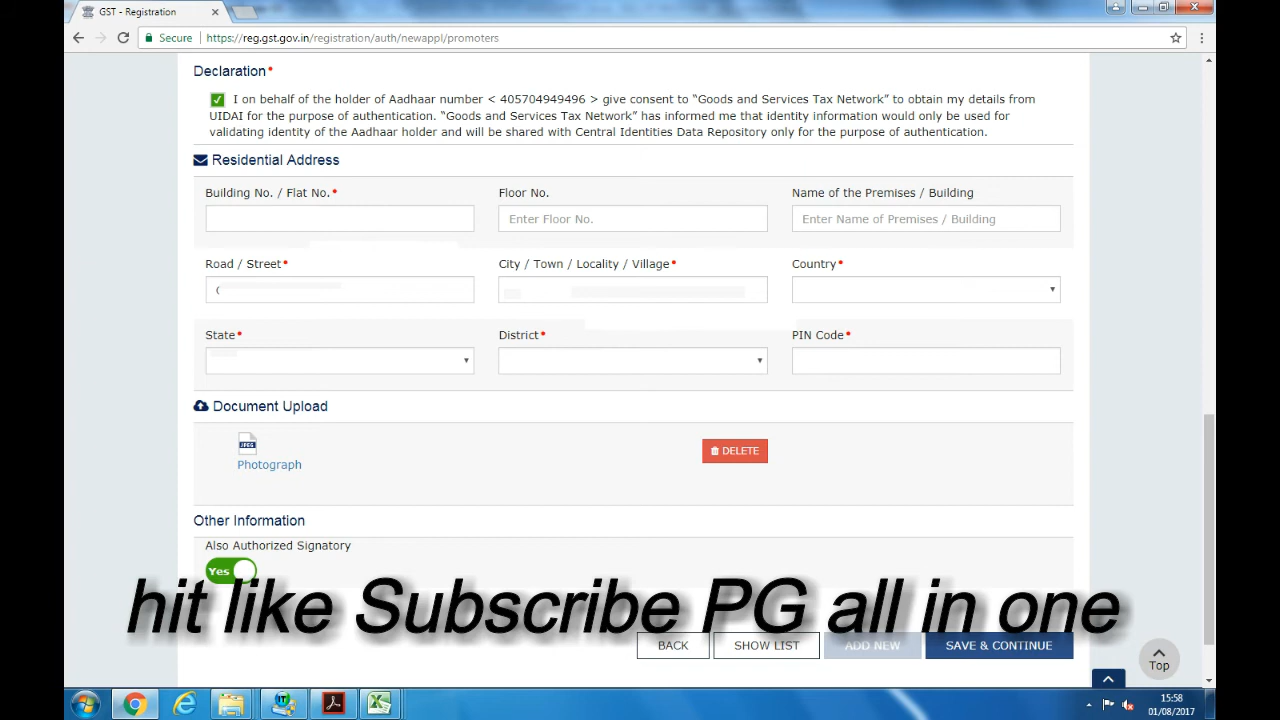 GST - Registration
Secure https://reg.gst.gov.in/registration/auth/newappl/promoters
Declaration*
I on behalf of the holder of Aadhaar number < 405704949496 > give consent to “Goods and Services Tax Network” to obtain my details from
UIDAI for the purpose of authentication. “Goods and Services Tax Network” has informed me that identity information would only be used for
validating identity of the Aadhaar holder and will be shared with Central Identities Data Repository only for the purpose of authentication.
Residential Address
Building No. / Flat No.* Floor No. Name of the Premises / Building
Enter Floor No. Enter Name of Premises / Building
Road / Street* City / Town / Locality / Village* Country*
State* District* PIN Code*
Document Upload
JPEG
Photograph
DELETE
Other Information
Also Authorized Signatory
Yes
hit like Subscribe PG all in one
BACK SHOW LIST ADD NEW SAVE & CONTINUE
Top
15:58
01/08/2017